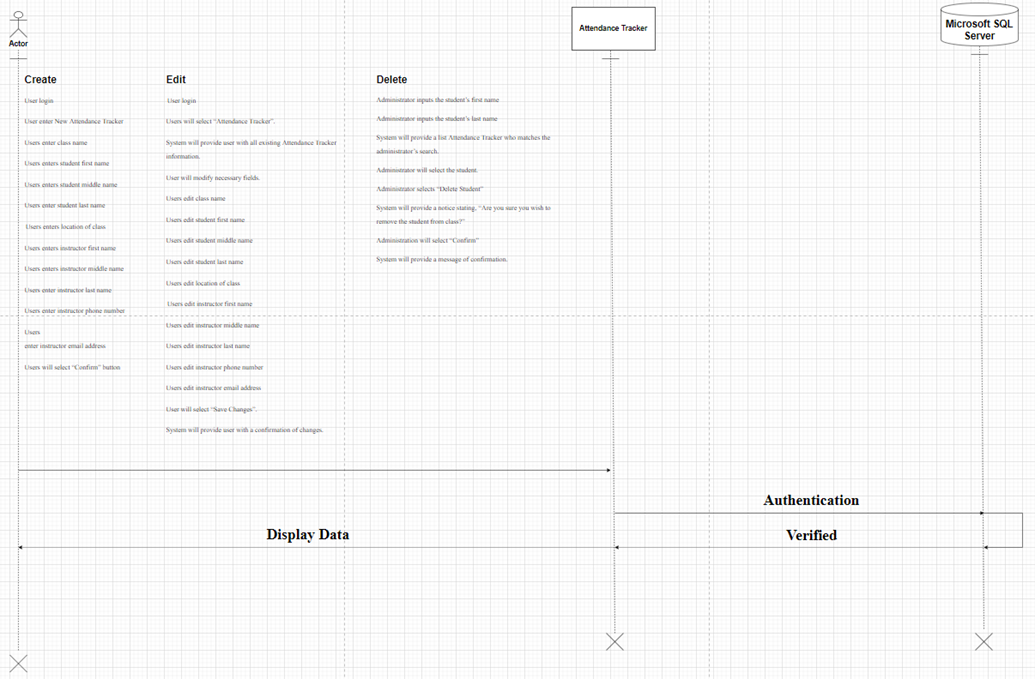 Actor
Attendance Tracker
Microsoft SQL
Server
Create
User login
User enter New Attendance Tracker
Users enter class name
Users enters student first name
Users enters student middle name
Users enter student last name
Users enters location of class
Users enters instructor first name
Users enters instructor middle name
Users enter instructor last name
Users enter instructor phone number
Users
enter instructor email address
Users will select “Confirm” button
Edit
User login
Users will select “Attendance Tracker”.
System will provide user with all existing Attendance Tracker
information.
User will modify necessary fields.
Users edit class name
Users edit student first name
Users edit student middle name
Users edit student last name
Users edit location of class
Users edit instructor first name
Users edit instructor middle name
Users edit instructor last name
Users edit instructor phone number
Users edit instructor email address
User will select “Save Changes”.
System will provide user with a confirmation of changes.
Delete
Administrator inputs the student’s first name
Administrator inputs the student’s last name
System will provide a list Attendance Tracker who matches the
administrator’s search.
Administrator will select the student.
Administrator selects “Delete Student”
System will provide a notice stating, “Are you sure you wish to
remove the student from class?”
Administration will select “Confirm”
System will provide a message of confirmation.
Authentication
Display Data
Verified